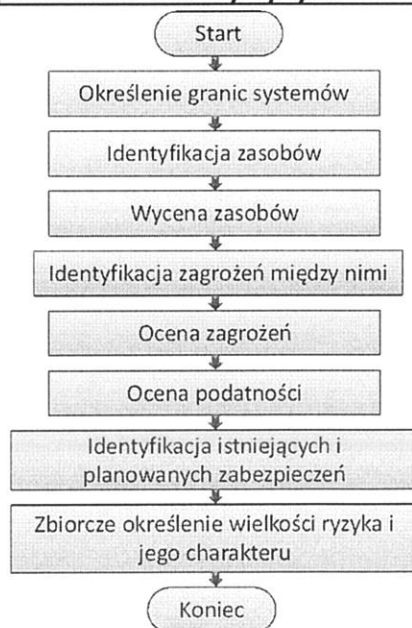 Start
Określenie granic systemów
Identyfikacja zasobów
Wycena zasobów
Identyfikacja zagrożeń między nimi
Ocena zagrożeń
Ocena podatności
Identyfikacja istniejących i
planowanych zabezpieczeń
Zbiorcze określenie wielkości ryzyka i
jego charakteru
Koniec